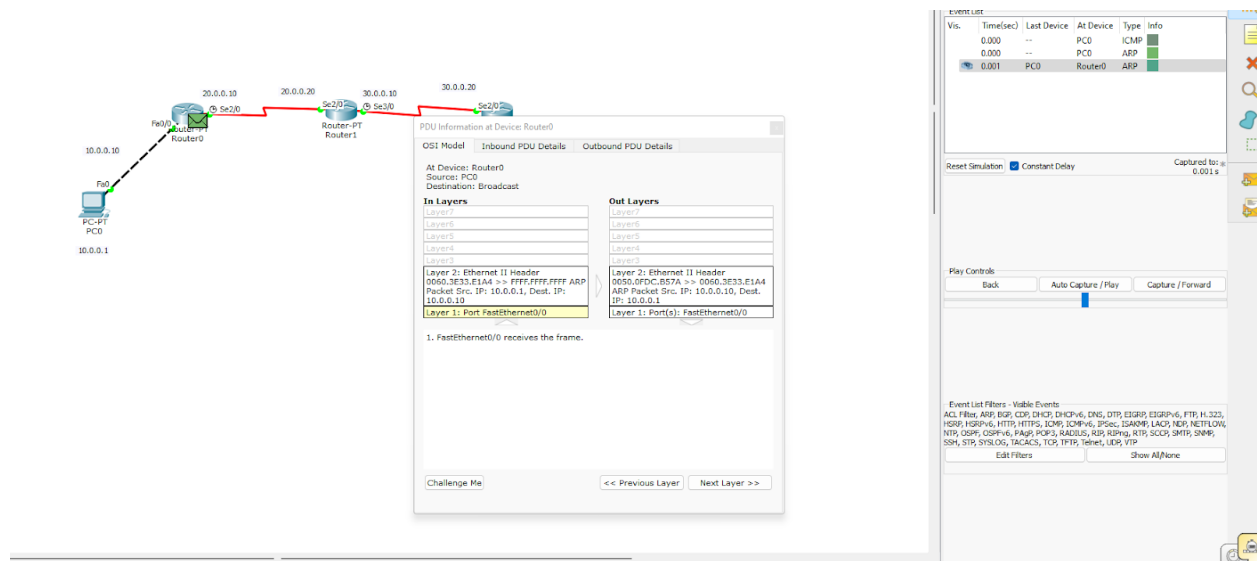 20.0.0.10
Se2/0
20.0.0.20
Se2/0
30.0.0.10
Se3/0
30.0.0.20
Se2/0
Fa0/0
Router-PT
Router0
Router-PT
Router1
10.0.0.10
Fa0
PC-PT
PC0
10.0.0.1
PDU Information at Device: Router0
OSI Model Inbound PDU Details Outbound PDU Details
At Device: Router0
Source: PC0
Destination: Broadcast
In Layers
Layer7
Layer6
Layer5
Layer4
Layer3
Layer 2: Ethernet II Header
0060.3E33.E1A4 >> FFFF.FFFF.FFFF ARP
Packet Src. IP: 10.0.0.1, Dest. IP:
10.0.0.10
Layer 1: Port FastEthernet0/0
Out Layers
Layer7
Layer6
Layer5
Layer4
Layer3
Layer 2: Ethernet II Header
0050.0FDC.B57A >> 0060.3E33.E1A4
ARP Packet Src. IP: 10.0.0.10, Dest.
IP: 10.0.0.1
Layer 1: Port(s): FastEthernet0/0
1. FastEthernet0/0 receives the frame.
Challenge Me
<< Previous Layer
Next Layer >>
Event List
Vis. Time(sec) Last Device At Device Type Info
0.000 -- PC0 ICMP
0.000 -- PC0 ARP
0.001 PC0 Router0 ARP
Reset Simulation
Constant Delay
Captured to: *
0.001 s
Play Controls
Back
Auto Capture / Play
Capture / Forward
Event List Filters - Visible Events
ACL Filter, ARP, BGP, CDP, DHCP, DHCPv6, DNS, DTP, EIGRP, EIGRPv6, FTP, H.323,
HSRP, HSRPv6, HTTP, HTTPS, ICMP, ICMPv6, IPSec, ISAKMP, LACP, NDP, NETFLOW,
NTP, OSPF, OSPFv6, PAgP, POP3, RADIUS, RIP, RIPng, RTP, SCCP, SMTP, SNMP,
SSH, STP, SYSLOG, TACACS, TCP, TFTP, Telnet, UDP, VTP
Edit Filters
Show All/None